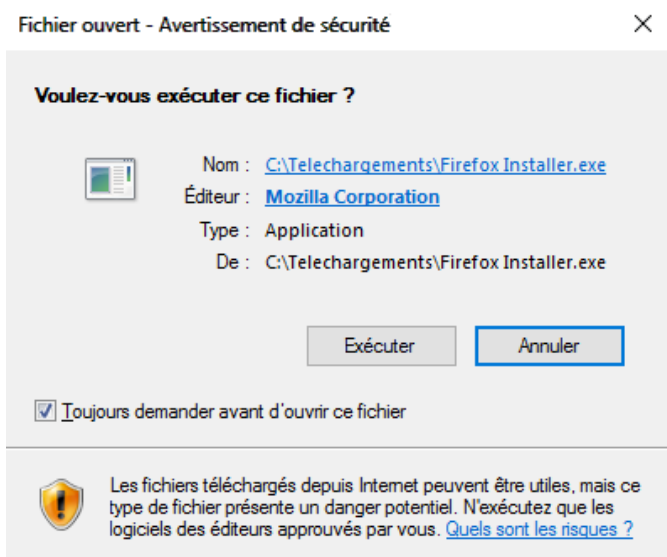 Fichier ouvert - Avertissement de sécurité
Voulez-vous exécuter ce fichier ?
Nom : C:\Telechargements\Firefox Installer.exe
Éditeur : Mozilla Corporation
Type : Application
De : C:\Telechargements\Firefox Installer.exe
Exécuter Annuler
Toujours demander avant d'ouvrir ce fichier
Les fichiers téléchargés depuis Internet peuvent être utiles, mais ce
type de fichier présente un danger potentiel. N'exécutez que les
logiciels des éditeurs approuvés par vous. Quels sont les risques ?